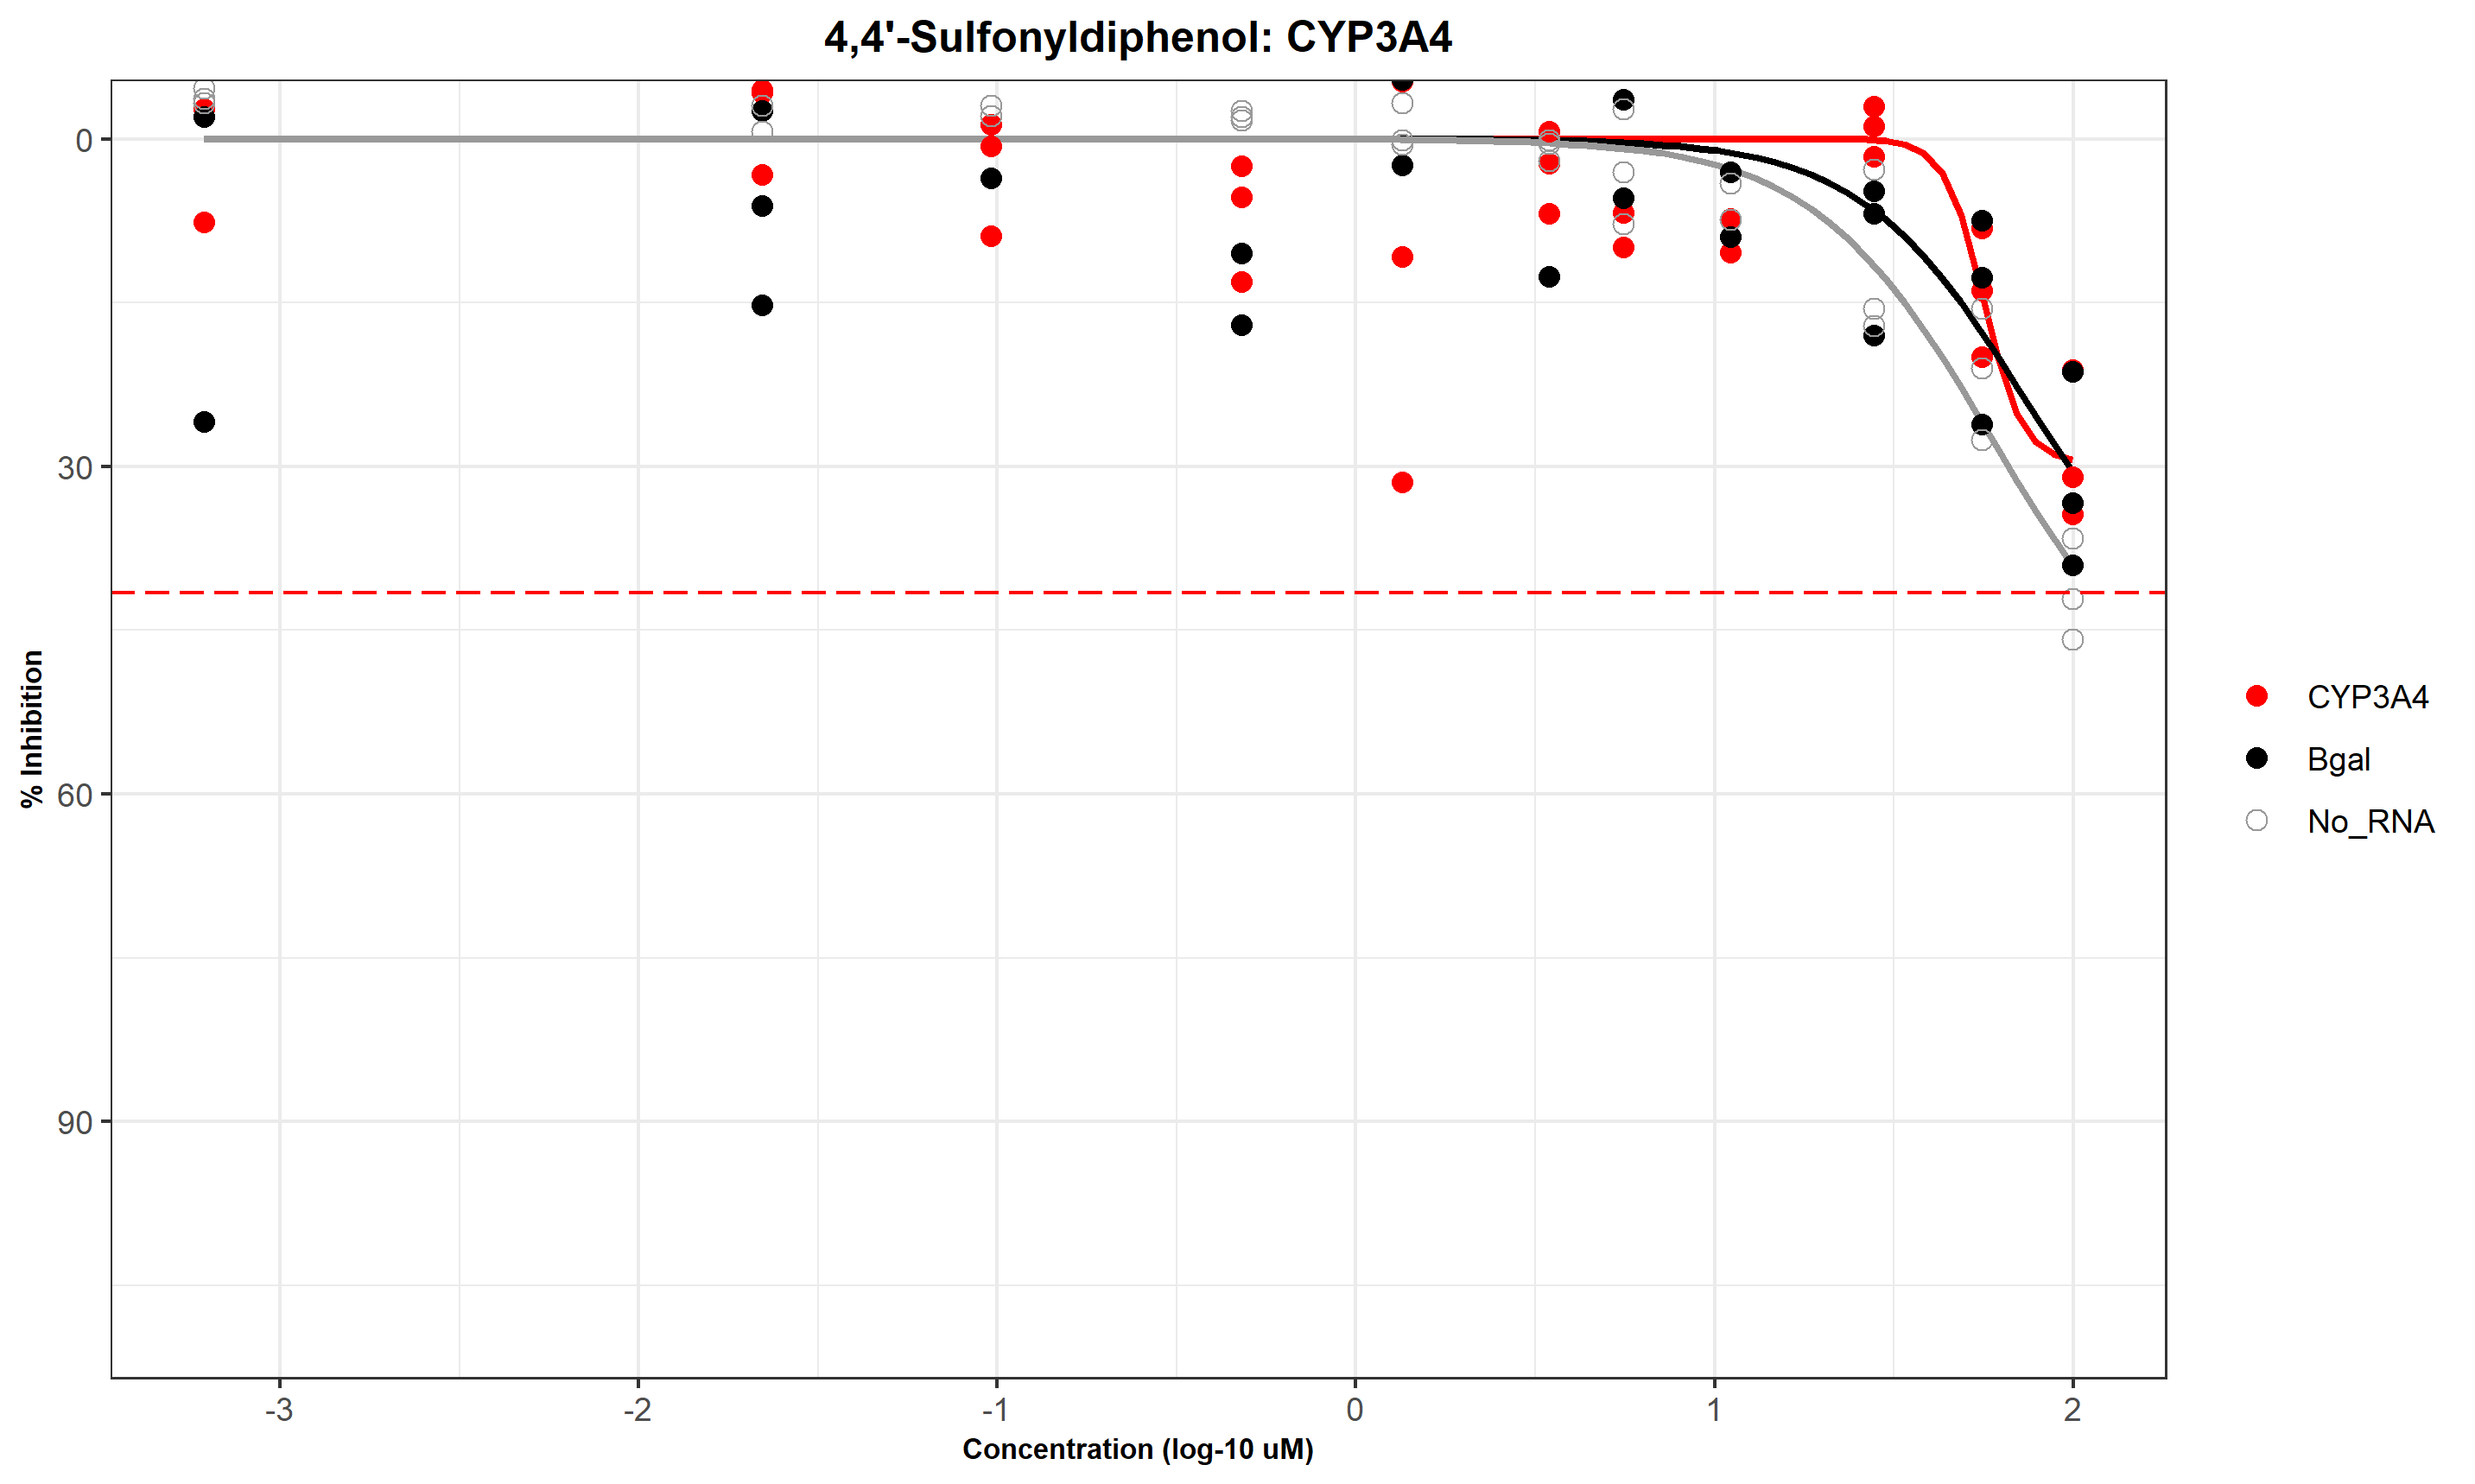 4,4'-Sulfonyldiphenol: CYP3A4
0
30
60
90
% Inhibition
-3
-2
-1
0
1
2
Concentration (log-10 uM)
CYP3A4
Bgal
No_RNA